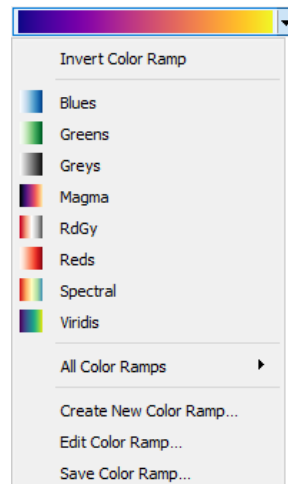 Invert Color Ramp
Blues
Greens
Greys
Magma
RdGy
Reds
Spectral
Viridis
All Color Ramps
Create New Color Ramp...
Edit Color Ramp...
Save Color Ramp...